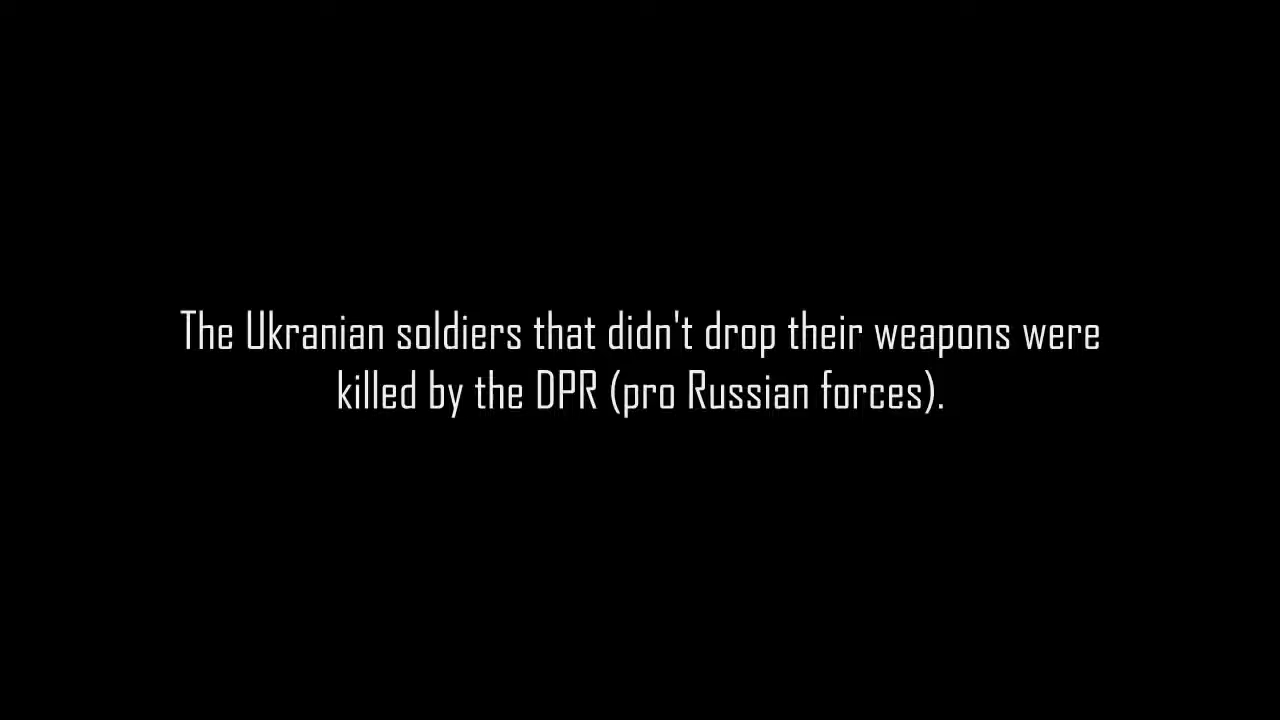 The Ukranian soldiers that didn't drop their weapons were
killed by the DPR (pro Russian forces).